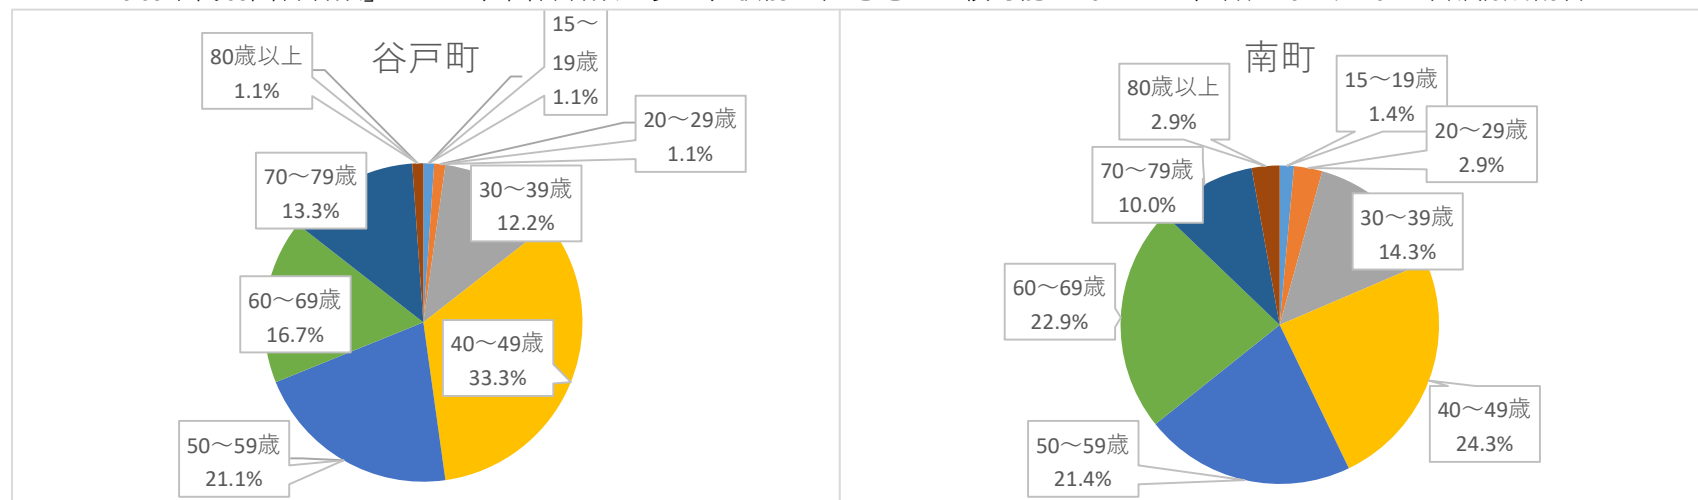 谷戸町
80歳以上
1.1%
15～
19歳
1.1%
20～29歳
1.1%
30～39歳
12.2%
40～49歳
33.3%
50～59歳
21.1%
60～69歳
16.7%
70～79歳
13.3%
南町
80歳以上
2.9%
15～19歳
1.4%
20～29歳
2.9%
30～39歳
14.3%
40～49歳
24.3%
50～59歳
21.4%
60～69歳
22.9%
70～79歳
10.0%